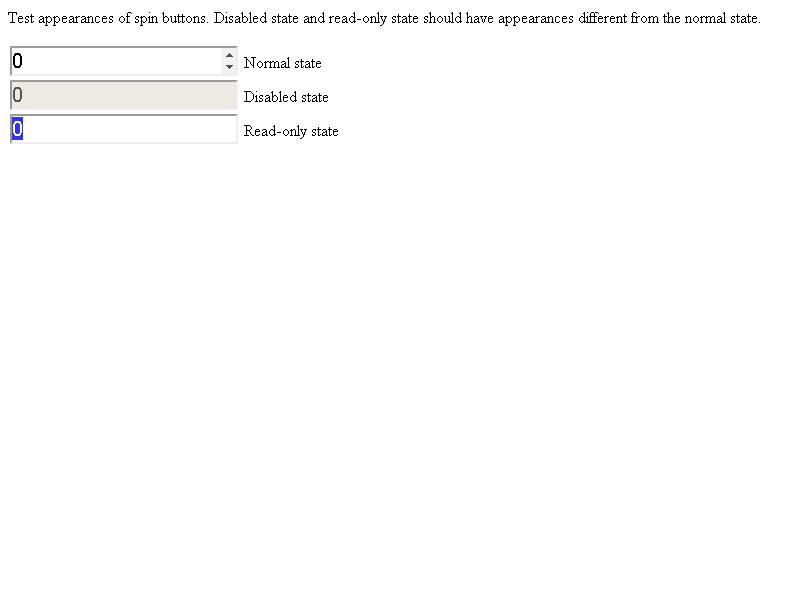 Test appearances of spin buttons. Disabled state and read-only state should have appearances different from the normal state.
0 Normal state
0 Disabled state
0 Read-only state